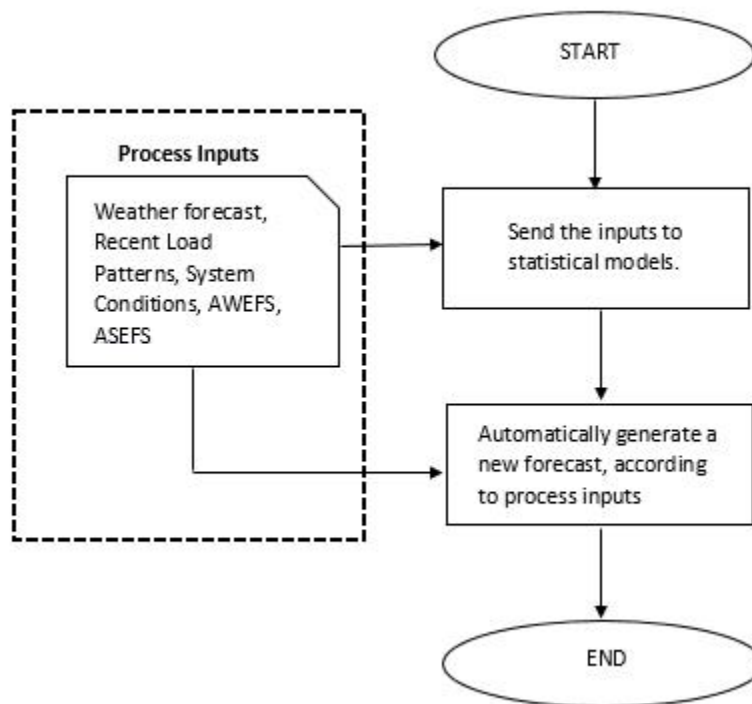 START
Process Inputs
Weather forecast,
Recent Load
Patterns, System
Conditions, AWEFS,
ASEFS
Send the inputs to
statistical models.
Automatically generate a
new forecast, according
to process inputs
END